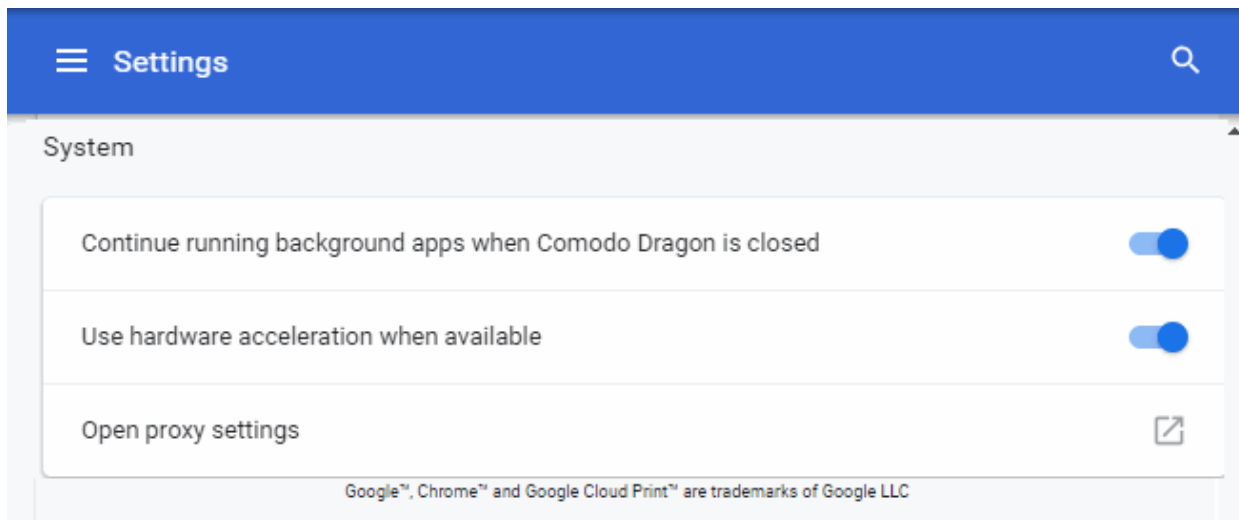 Settings
System
Continue running background apps when Comodo Dragon is closed
Use hardware acceleration when available
Open proxy settings
Google™, Chrome™ and Google Cloud Print™ are trademarks of Google LLC